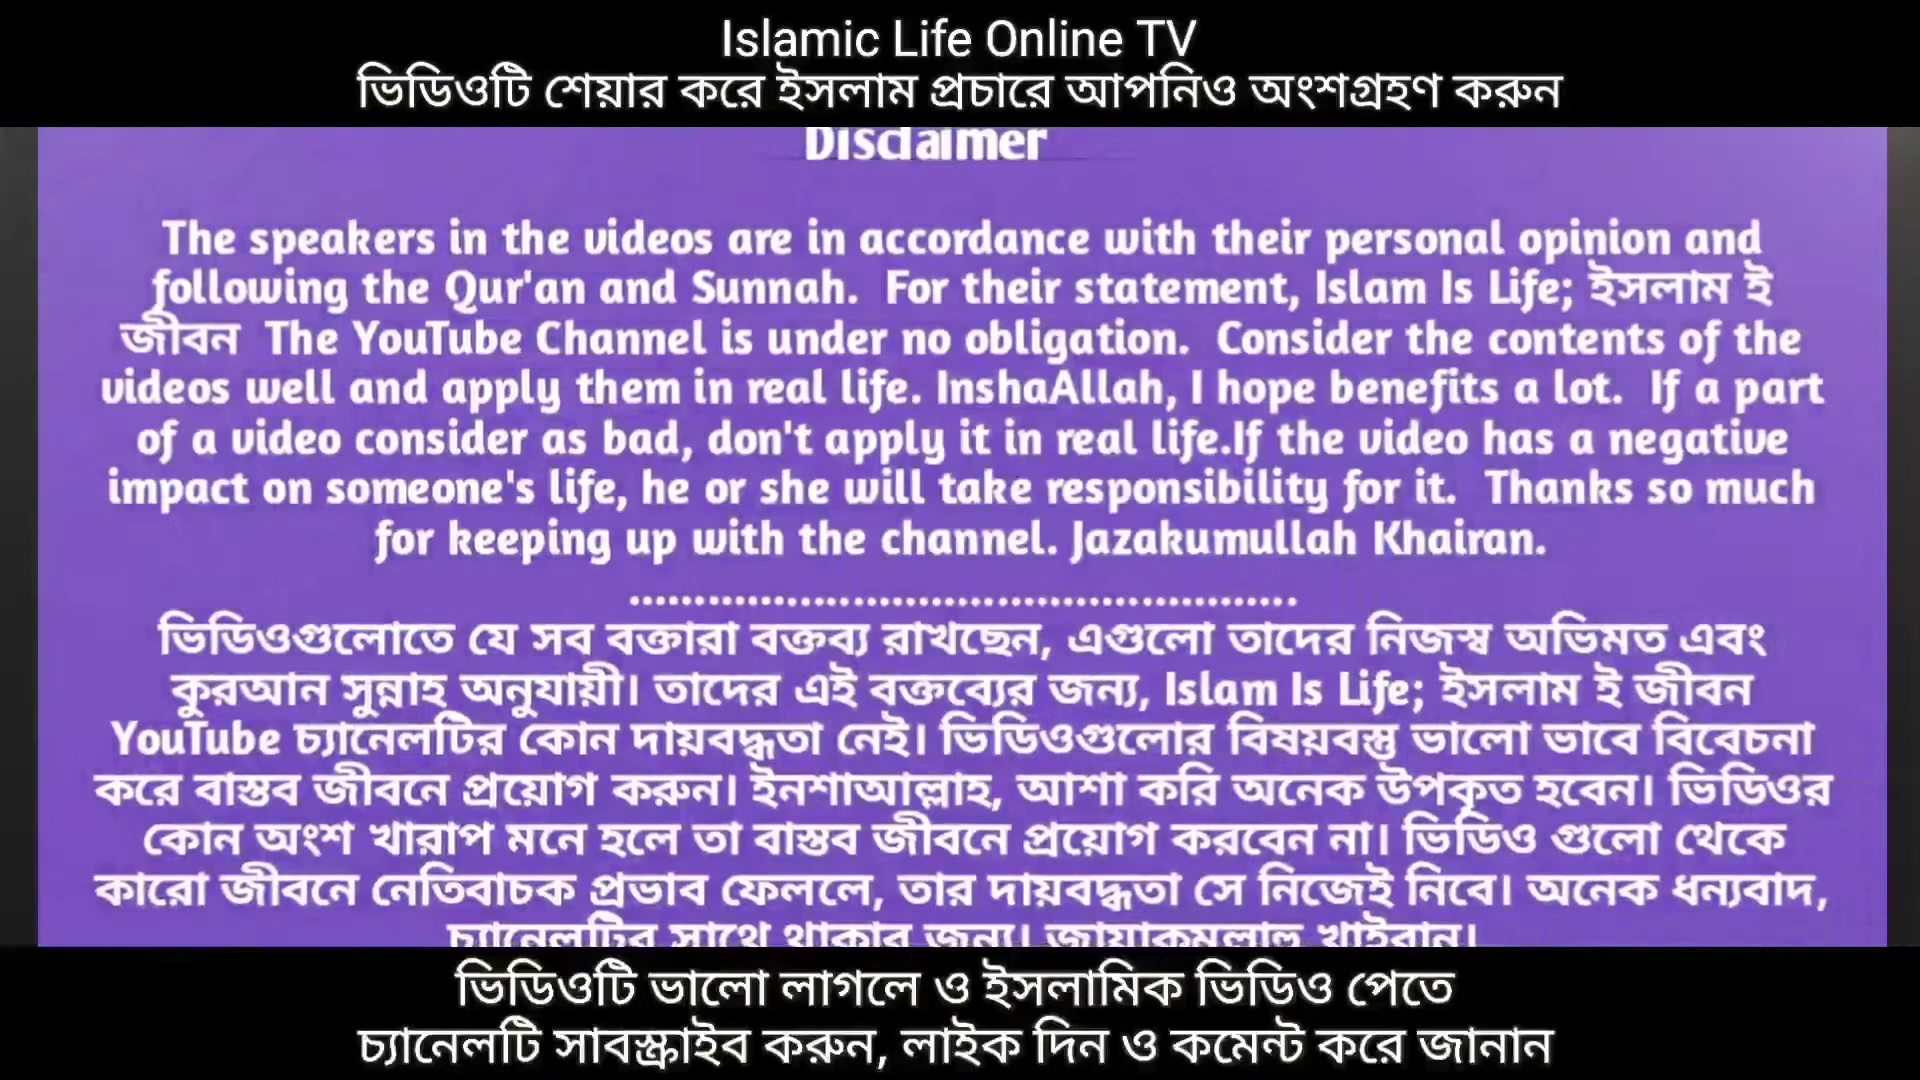 Islamic Life Online TV
ভিডিওটি শেয়ার করে ইসলাম প্রচারে আপনিও অংশগ্রহণ করুন
Disclaimer
The speakers in the videos are in accordance with their personal opinion and
following the Qur'an and Sunnah.  For their statement, Islam Is Life; ইসলাম ই
জীবন  The YouTube Channel is under no obligation.  Consider the contents of the
videos well and apply them in real life. InshaAllah, I hope benefits a lot.  If a part
of a video consider as bad, don't apply it in real life.If the video has a negative
impact on someone's life, he or she will take responsibility for it.  Thanks so much
for keeping up with the channel. Jazakumullah Khairan.
....................................................
ভিডিওগুলোতে যে সব বক্তারা বক্তব্য রাখছেন, এগুলো তাদের নিজস্ব অভিমত এবং
কুরআন সুন্নাহ অনুযায়ী। তাদের এই বক্তব্যের জন্য, Islam Is Life; ইসলাম ই জীবন
YouTube চ্যানেলটির কোন দায়বদ্ধতা নেই। ভিডিওগুলোর বিষয়বস্তু ভালো ভাবে বিবেচনা
করে বাস্তব জীবনে প্রয়োগ করুন। ইনশাআল্লাহ, আশা করি অনেক উপকৃত হবেন। ভিডিওর
কোন অংশ খারাপ মনে হলে তা বাস্তব জীবনে প্রয়োগ করবেন না। ভিডিও গুলো থেকে
কারো জীবনে নেতিবাচক প্রভাব ফেললে, তার দায়বদ্ধতা সে নিজেই নিবে। অনেক ধন্যবাদ,
চ্যানেলটির সাথে থাকার জন্য। জাযাকুমুল্লাহু খাইরান।
ভিডিওটি ভালো লাগলে ও ইসলামিক ভিডিও পেতে
চ্যানেলটি সাবস্ক্রাইব করুন, লাইক দিন ও কমেন্ট করে জানান